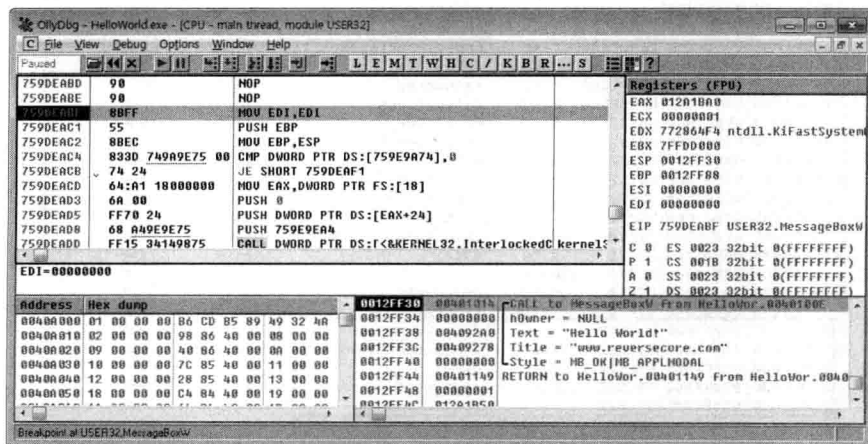 OllyDbg - HelloWorld.exe - [CPU - main thread, module USER32]
C File View Debug Options Window Help
Paused L E M T W H C / K B R ... S ?
759DEABD 90 NOP
759DEABE 90 NOP
759DEABF 8BFF MOV EDI,EDI
759DEAC1 55 PUSH EBP
759DEAC2 8BEC MOV EBP,ESP
759DEAC4 833D 749A9E75 00 CMP DWORD PTR DS:[759E9A74],0
759DEACB 74 24 JE SHORT 759DEAF1
759DEACD 64:A1 18000000 MOV EAX,DWORD PTR FS:[18]
759DEAD3 6A 00 PUSH 0
759DEAD5 FF70 24 PUSH DWORD PTR DS:[EAX+24]
759DEAD8 68 A49E9E75 PUSH 759E9EA4
759DEADD FF15 34149875 CALL DWORD PTR DS:[<&KERNEL32.InterlockedC kernel3
EDI=00000000
Registers (FPU)
EAX 012A1BA0
ECX 00000001
EDX 772864F4 ntdll.KiFastSystem
EBX 7FFDD000
ESP 0012FF30
EBP 0012FF88
ESI 00000000
EDI 00000000
EIP 759DEABF USER32.MessageBoxW
C 0 ES 0023 32bit 0(FFFFFFFF)
P 1 CS 001B 32bit 0(FFFFFFFF)
A 0 SS 0023 32bit 0(FFFFFFFF)
Z 1 DS 0023 32bit 0(FFFFFFFF)
Address Hex dump
0040A000 01 00 00 00 B6 CD B5 89 49 32 4A
0040A010 02 00 00 00 98 86 40 00 08 00 00
0040A020 09 00 00 00 40 86 40 00 0A 00 00
0040A030 10 00 00 00 7C 85 40 00 11 00 00
0040A040 12 00 00 00 28 85 40 00 13 00 00
0040A050 18 00 00 00 C4 84 40 00 19 00 00
0012FF30 00401014 CALL to MessageBoxW from HelloWor.0040100E
0012FF34 00000000 hOwner = NULL
0012FF38 004092A0 Text = "Hello World!"
0012FF3C 00409278 Title = "www.reversecore.com"
0012FF40 00000000 Style = MB_OK|MB_APPLMODAL
0012FF44 00401149 RETURN to HelloWor.00401149 from HelloWor.0040
0012FF48 00000001
0012FF4C 012A1B50
Breakpoint at USER32.MessageBoxW